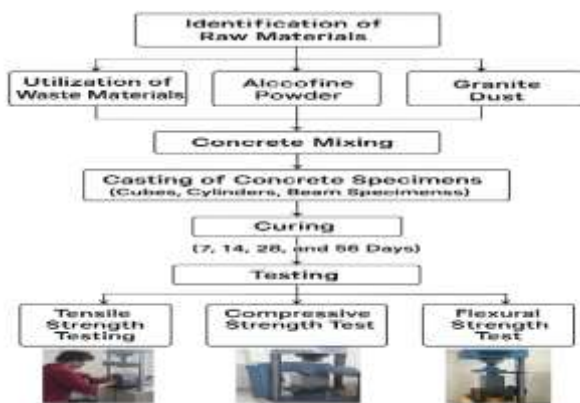 Identification of
Raw Materials
Utilization of
Waste Materials
Alccofine
Powder
Granite
Dust
Concrete Mixing
Casting of Concrete Specimens
(Cubes, Cylinders, Beam Specimenss)
Curing
(7, 14, 28, and 56 Days)
Testing
Tensile
Strength
Testing
Compressive
Strength Test
Flexural
Strength
Test